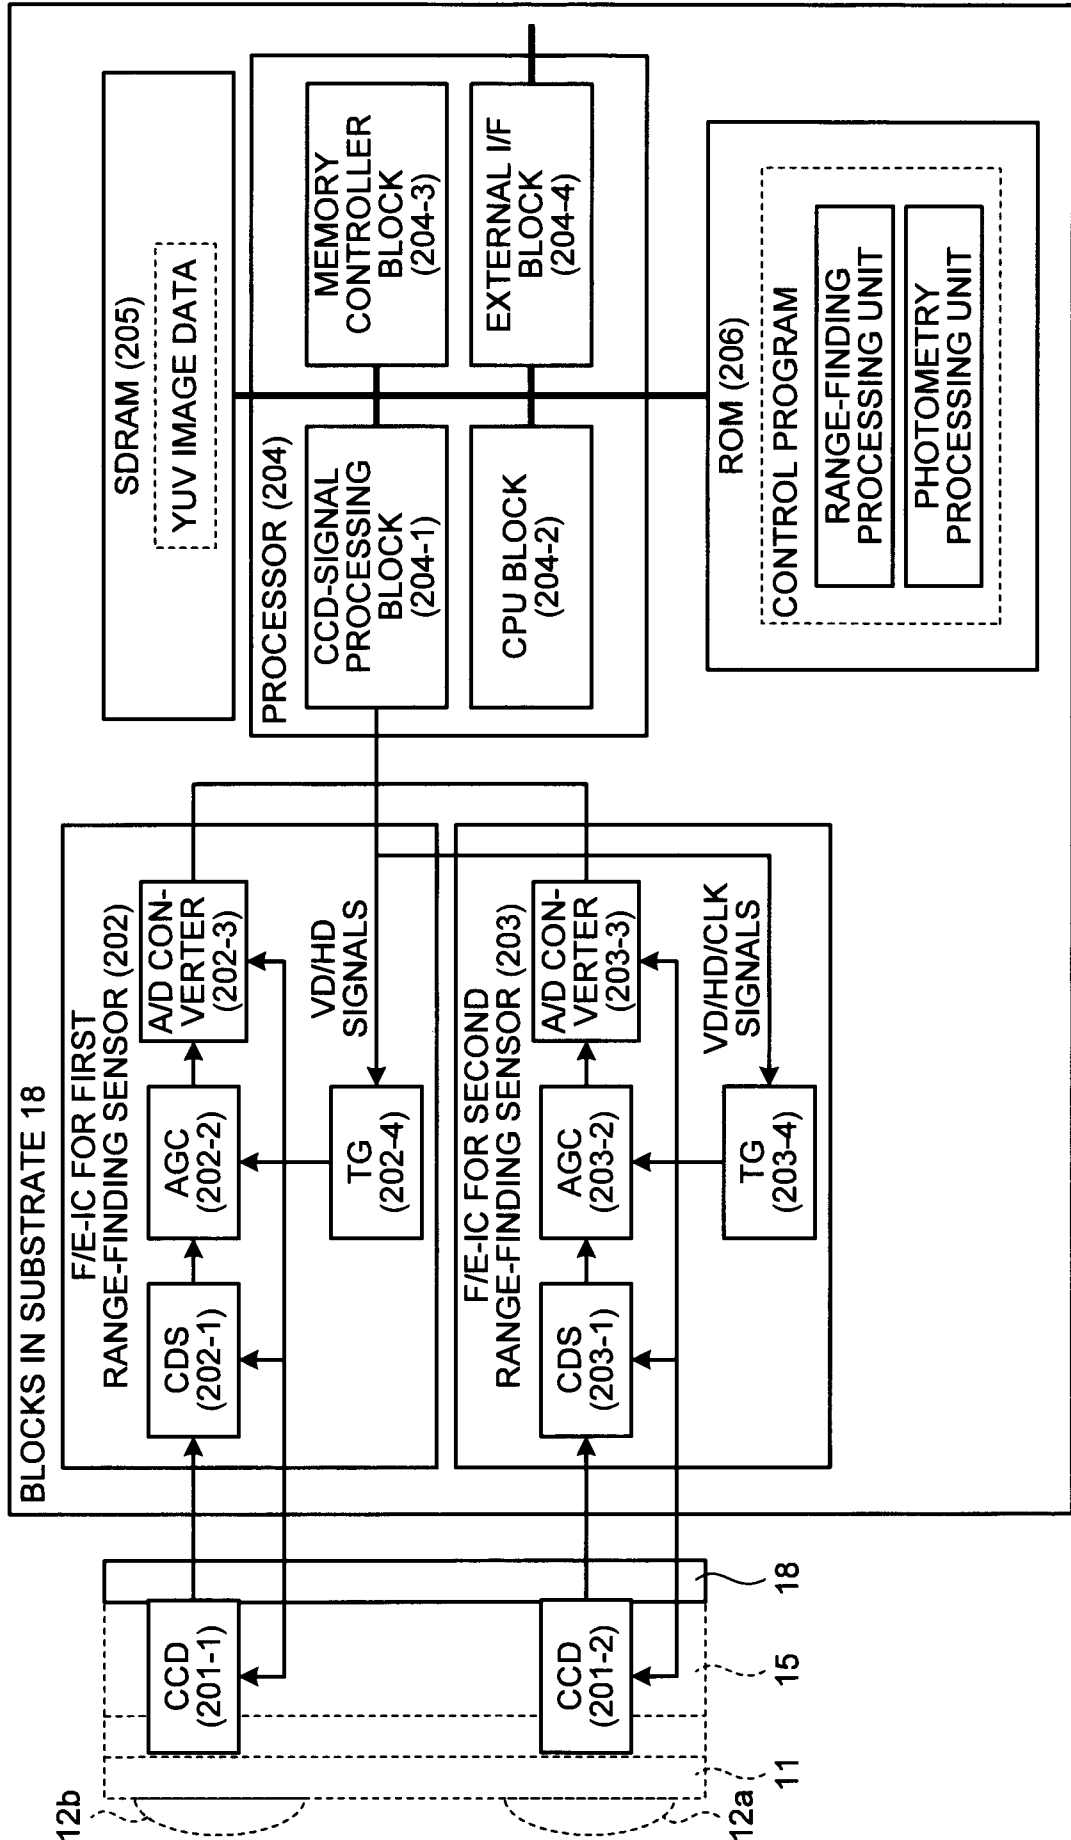 BLOCKS IN SUBSTRATE 18
12b
12a
11
15
18
CCD
(201-1)
CCD
(201-2)
F/E-IC FOR FIRST
RANGE-FINDING SENSOR (202)
CDS
(202-1)
AGC
(202-2)
A/D CON-
VERTER
(202-3)
TG
(202-4)
VD/HD
SIGNALS
F/E-IC FOR SECOND
RANGE-FINDING SENSOR (203)
CDS
(203-1)
AGC
(203-2)
A/D CON-
VERTER
(203-3)
TG
(203-4)
VD/HD/CLK
SIGNALS
SDRAM (205)
YUV IMAGE DATA
PROCESSOR (204)
CCD-SIGNAL
PROCESSING
BLOCK
(204-1)
MEMORY
CONTROLLER
BLOCK
(204-3)
CPU BLOCK
(204-2)
EXTERNAL I/F
BLOCK
(204-4)
ROM (206)
CONTROL PROGRAM
RANGE-FINDING
PROCESSING UNIT
PHOTOMETRY
PROCESSING UNIT